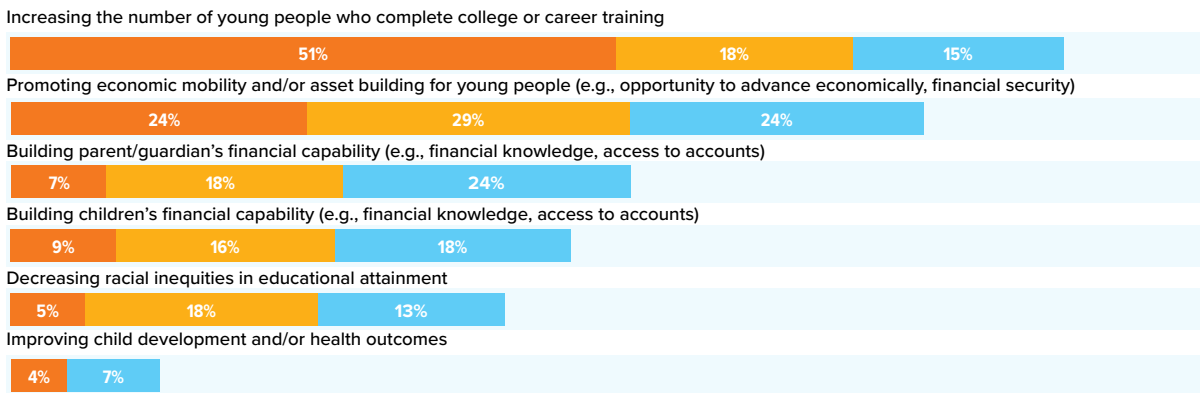 Increasing the number of young people who complete college or career training
51% 18% 15%
Promoting economic mobility and/or asset building for young people (e.g., opportunity to advance economically, financial security)
24% 29% 24%
Building parent/guardian’s financial capability (e.g., financial knowledge, access to accounts)
7% 18% 24%
Building children’s financial capability (e.g., financial knowledge, access to accounts)
9% 16% 18%
Decreasing racial inequities in educational attainment
5% 18% 13%
Improving child development and/or health outcomes
4% 7%